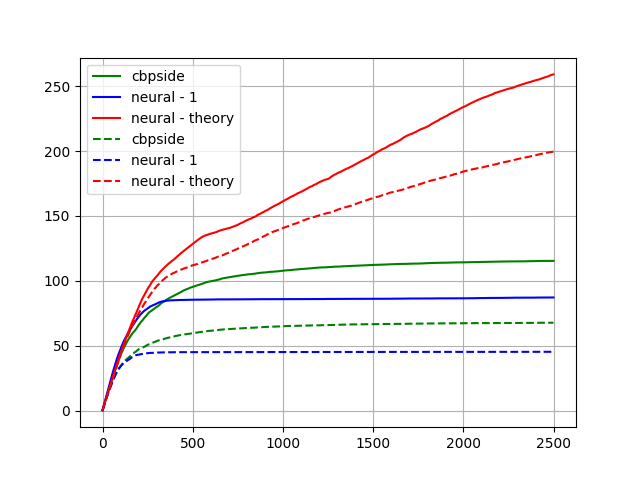 cbpside
neural - 1
neural - theory
cbpside
neural - 1
neural - theory
250
200
150
100
50
0
0 500 1000 1500 2000 2500